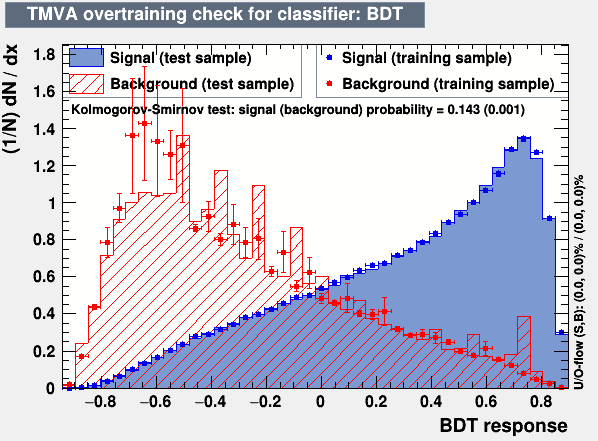 TMVA overtraining check for classifier: BDT
(1/N) dN / dx
1.8
1.6
1.4
1.2
1
0.8
0.6
0.4
0.2
0
Signal (test sample)
Signal (training sample)
Background (test sample)
Background (training sample)
Kolmogorov-Smirnov test: signal (background) probability = 0.143 (0.001)
−0.8 −0.6 −0.4 −0.2 0 0.2 0.4 0.6 0.8
BDT response
U/O-flow (S,B): (0.0, 0.0)% / (0.0, 0.0)%